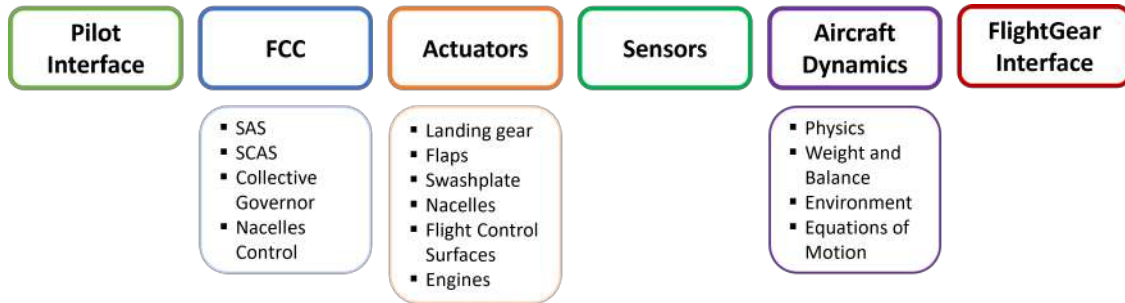 Pilot
Interface
FCC
Actuators
Sensors
Aircraft
Dynamics
FlightGear
Interface
▪ SAS
▪ SCAS
▪ Collective
Governor
▪ Nacelles
Control
▪ Landing gear
▪ Flaps
▪ Swashplate
▪ Nacelles
▪ Flight Control
Surfaces
▪ Engines
▪ Physics
▪ Weight and
Balance
▪ Environment
▪ Equations of
Motion